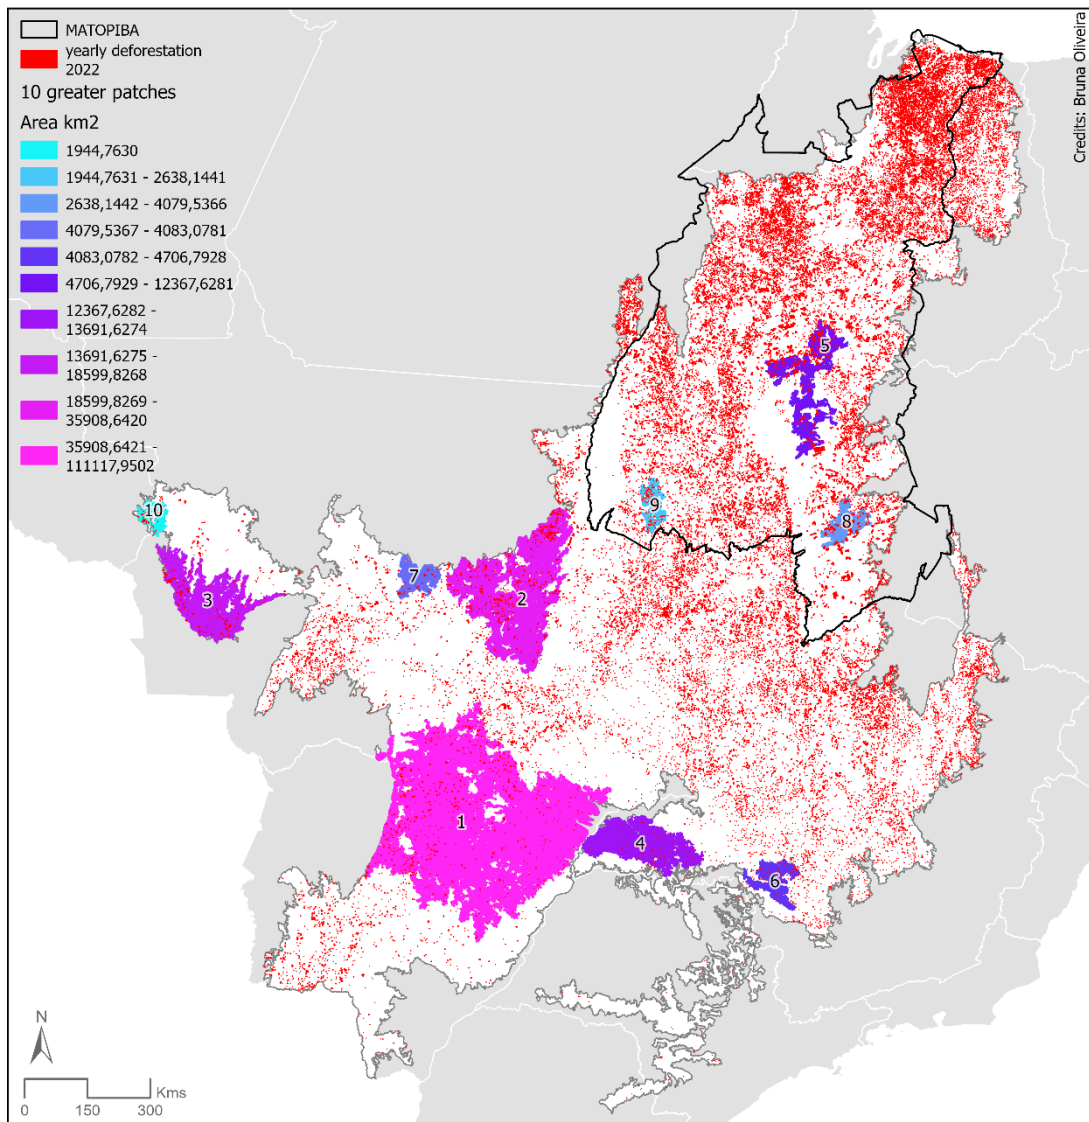 MATOPIBA
yearly deforestation
2022
10 greater patches
Area km2
1944,7630
1944,7631 - 2638,1441
2638,1442 - 4079,5366
4079,5367 - 4083,0781
4083,0782 - 4706,7928
4706,7929 - 12367,6281
12367,6282 -
13691,6274
13691,6275 -
18599,8268
18599,8269 -
35908,6420
35908,6421 -
111117,9502
Credits: Bruna Oliveira
5
10
9
8
7
2
3
1
4
6
N
Kms
0 150 300